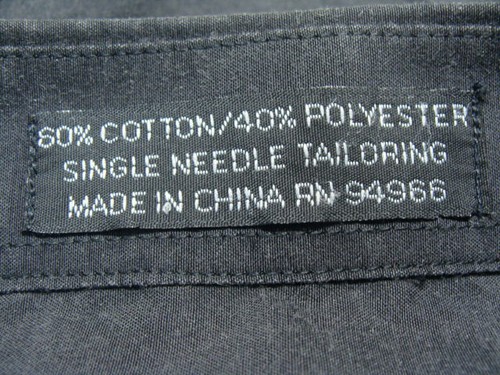 60% COTTON/40% POLYESTER
SINGLE NEEDLE TAILORING
MADE IN CHINA RN 94966